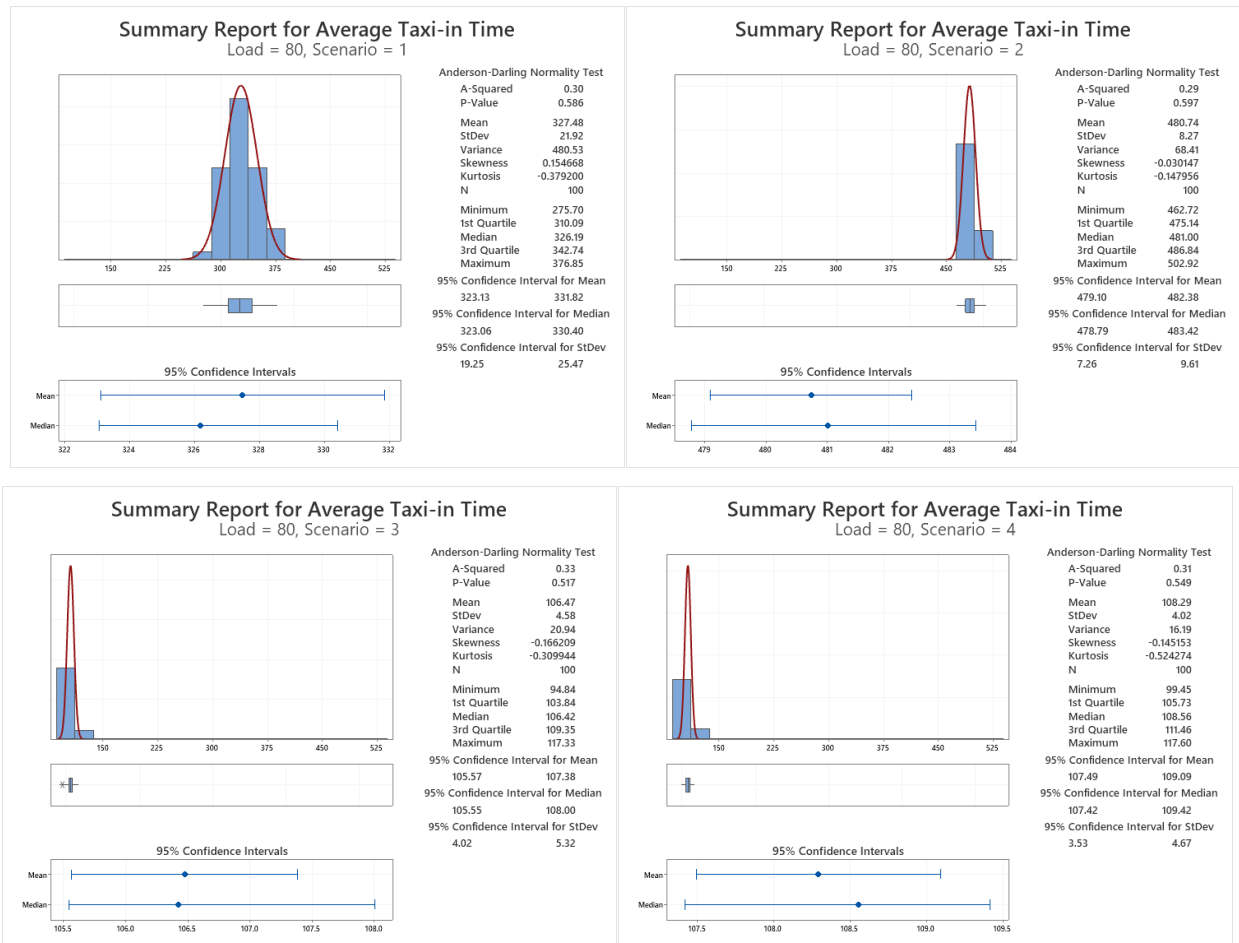 Summary Report for Average Taxi-in Time
Load = 80, Scenario = 1
Anderson-Darling Normality Test
A-Squared 0.30
P-Value 0.586
Mean 327.48
StDev 21.92
Variance 480.53
Skewness 0.154668
Kurtosis -0.379200
N 100
Minimum 275.70
1st Quartile 310.09
Median 326.19
3rd Quartile 342.74
Maximum 376.85
95% Confidence Interval for Mean
323.13 331.82
95% Confidence Interval for Median
323.06 330.40
95% Confidence Interval for StDev
19.25 25.47
150 225 300 375 450 525
95% Confidence Intervals
Mean
Median
322 324 326 328 330 332
Summary Report for Average Taxi-in Time
Load = 80, Scenario = 2
Anderson-Darling Normality Test
A-Squared 0.29
P-Value 0.597
Mean 480.74
StDev 8.27
Variance 68.41
Skewness -0.030147
Kurtosis -0.147956
N 100
Minimum 462.72
1st Quartile 475.14
Median 481.00
3rd Quartile 486.84
Maximum 502.92
95% Confidence Interval for Mean
479.10 482.38
95% Confidence Interval for Median
478.79 483.42
95% Confidence Interval for StDev
7.26 9.61
150 225 300 375 450 525
95% Confidence Intervals
Mean
Median
479 480 481 482 483 484
Summary Report for Average Taxi-in Time
Load = 80, Scenario = 3
Anderson-Darling Normality Test
A-Squared 0.33
P-Value 0.517
Mean 106.47
StDev 4.58
Variance 20.94
Skewness -0.166209
Kurtosis -0.309944
N 100
Minimum 94.84
1st Quartile 103.84
Median 106.42
3rd Quartile 109.35
Maximum 117.33
95% Confidence Interval for Mean
105.57 107.38
95% Confidence Interval for Median
105.55 108.00
95% Confidence Interval for StDev
4.02 5.32
150 225 300 375 450 525
95% Confidence Intervals
Mean
Median
105.5 106.0 106.5 107.0 107.5 108.0
Summary Report for Average Taxi-in Time
Load = 80, Scenario = 4
Anderson-Darling Normality Test
A-Squared 0.31
P-Value 0.549
Mean 108.29
StDev 4.02
Variance 16.19
Skewness -0.145153
Kurtosis -0.524274
N 100
Minimum 99.45
1st Quartile 105.73
Median 108.56
3rd Quartile 111.46
Maximum 117.60
95% Confidence Interval for Mean
107.49 109.09
95% Confidence Interval for Median
107.42 109.42
95% Confidence Interval for StDev
3.53 4.67
150 225 300 375 450 525
95% Confidence Intervals
Mean
Median
107.5 108.0 108.5 109.0 109.5